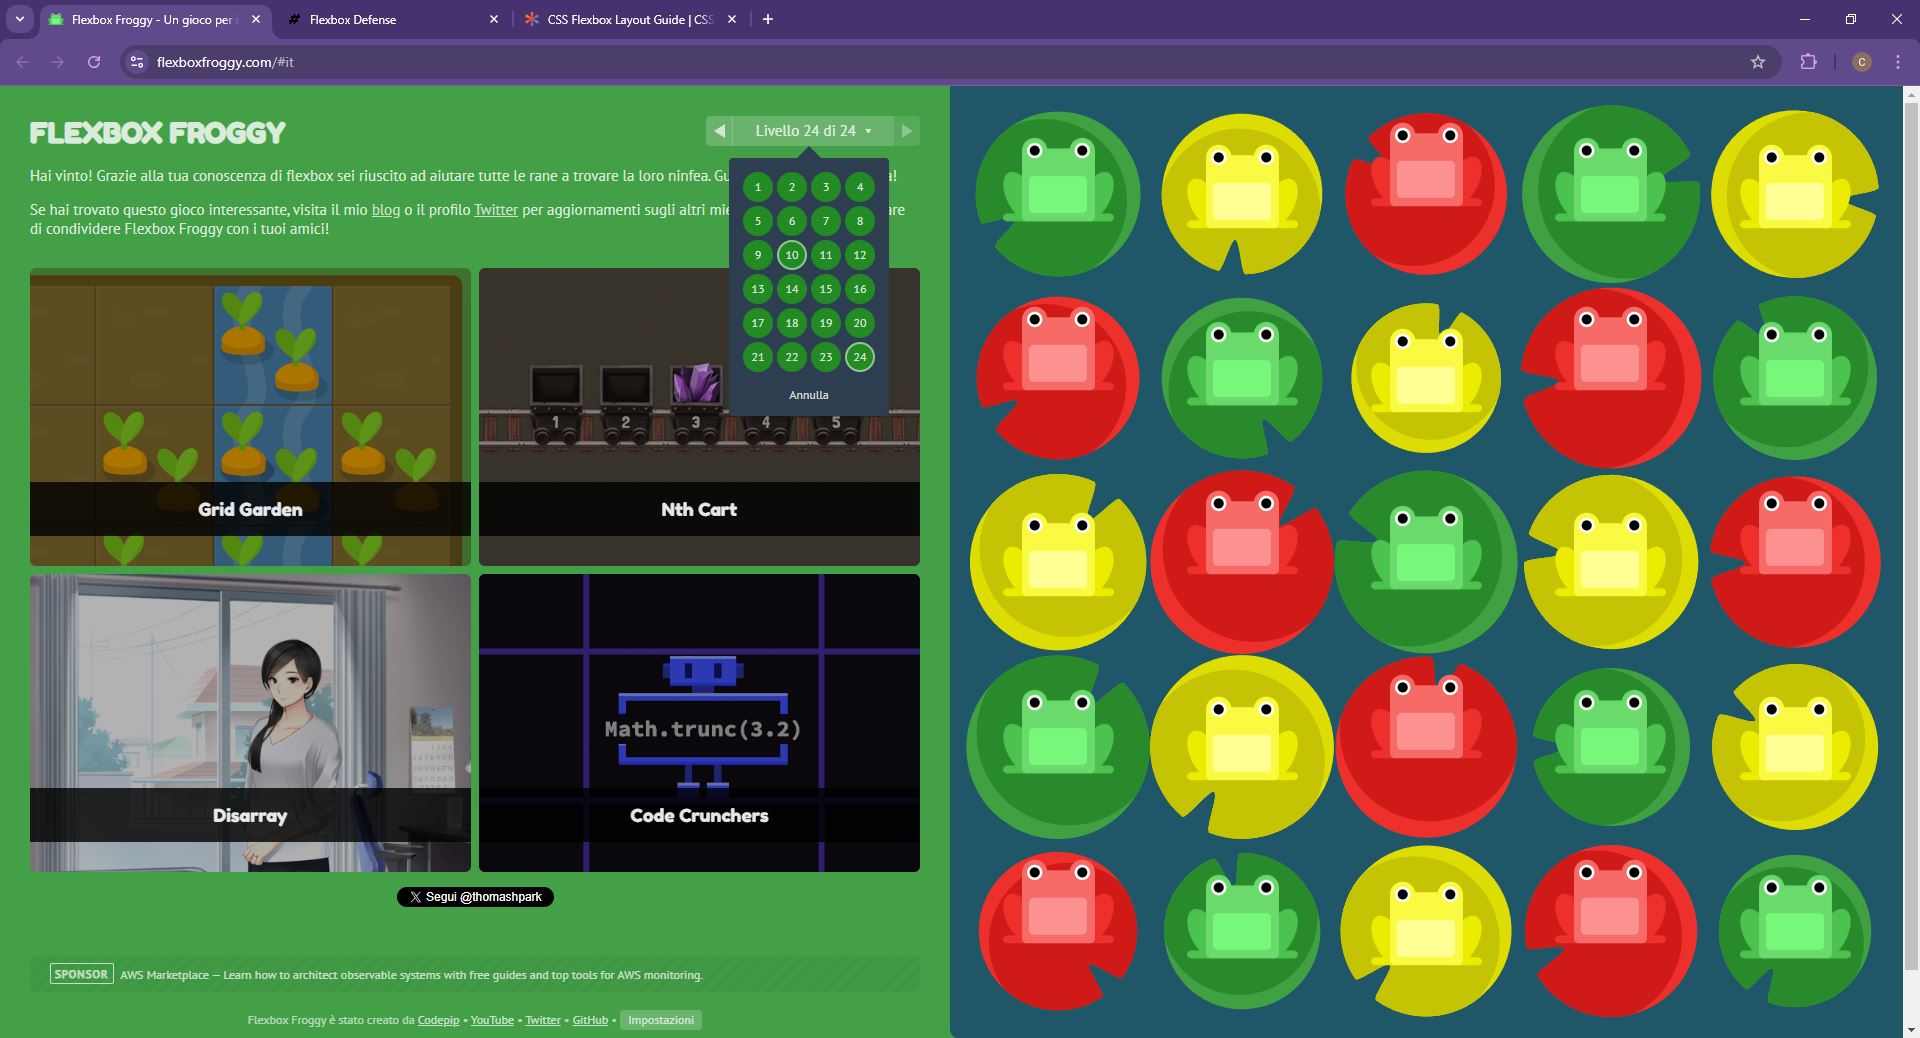 Flexbox Froggy - Un gioco per
Flexbox Defense
CSS Flexbox Layout Guide | CSS
flexboxfroggy.com/#it
C
FLEXBOX FROGGY
Livello 24 di 24
Hai vinto! Grazie alla tua conoscenza di flexbox sei riuscito ad aiutare tutte le rane a trovare la loro ninfea. a!
Se hai trovato questo gioco interessante, visita il mio blog o il profilo Twitter per aggiornamenti sugli altri are
di condividere Flexbox Froggy con i tuoi amici!
1 2 3 4
5 6 7 8
9 10 11 12
13 14 15 16
17 18 19 20
21 22 23 24
Annulla
1 2 3 4 5
Grid Garden
Nth Cart
Math.trunc(3.2)
Disarray
Code Crunchers
Segui @thomashpark
SPONSOR AWS Marketplace — Learn how to architect observable systems with free guides and top tools for AWS monitoring.
Flexbox Froggy è stato creato da Codepip • YouTube • Twitter • GitHub • Impostazioni